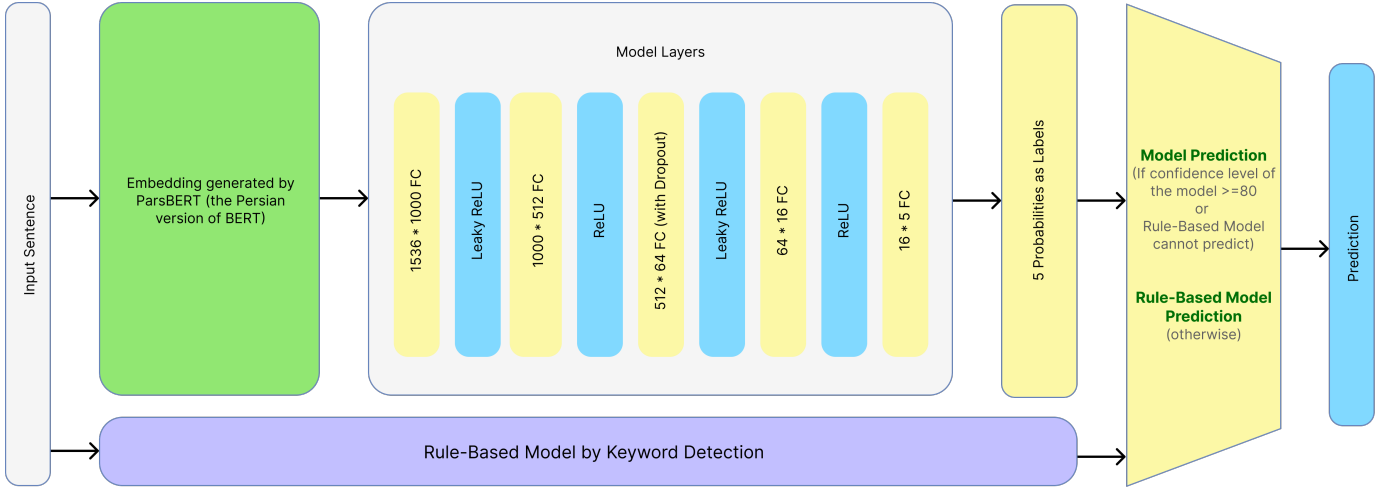 Input Sentence
Embedding generated by
ParsBERT (the Persian
version of BERT)
Model Layers
1536 * 1000 FC
Leaky ReLU
1000 * 512 FC
ReLU
512 * 64 FC (with Dropout)
Leaky ReLU
64 * 16 FC
ReLU
16 * 5 FC
5 Probabilities as Labels
Rule-Based Model by Keyword Detection
Model Prediction
(If confidence level of
the model >=80
or
Rule-Based Model
cannot predict)
Rule-Based Model
Prediction
(otherwise)
Prediction